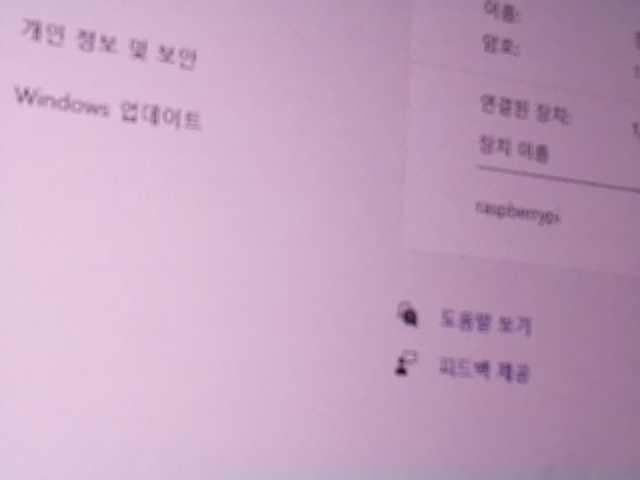 개인 정보 및 보안
Windows 업데이트
이름:
암호:
연결된 장치:
장치 이름
raspberrypi
도움말 보기
피드백 제공